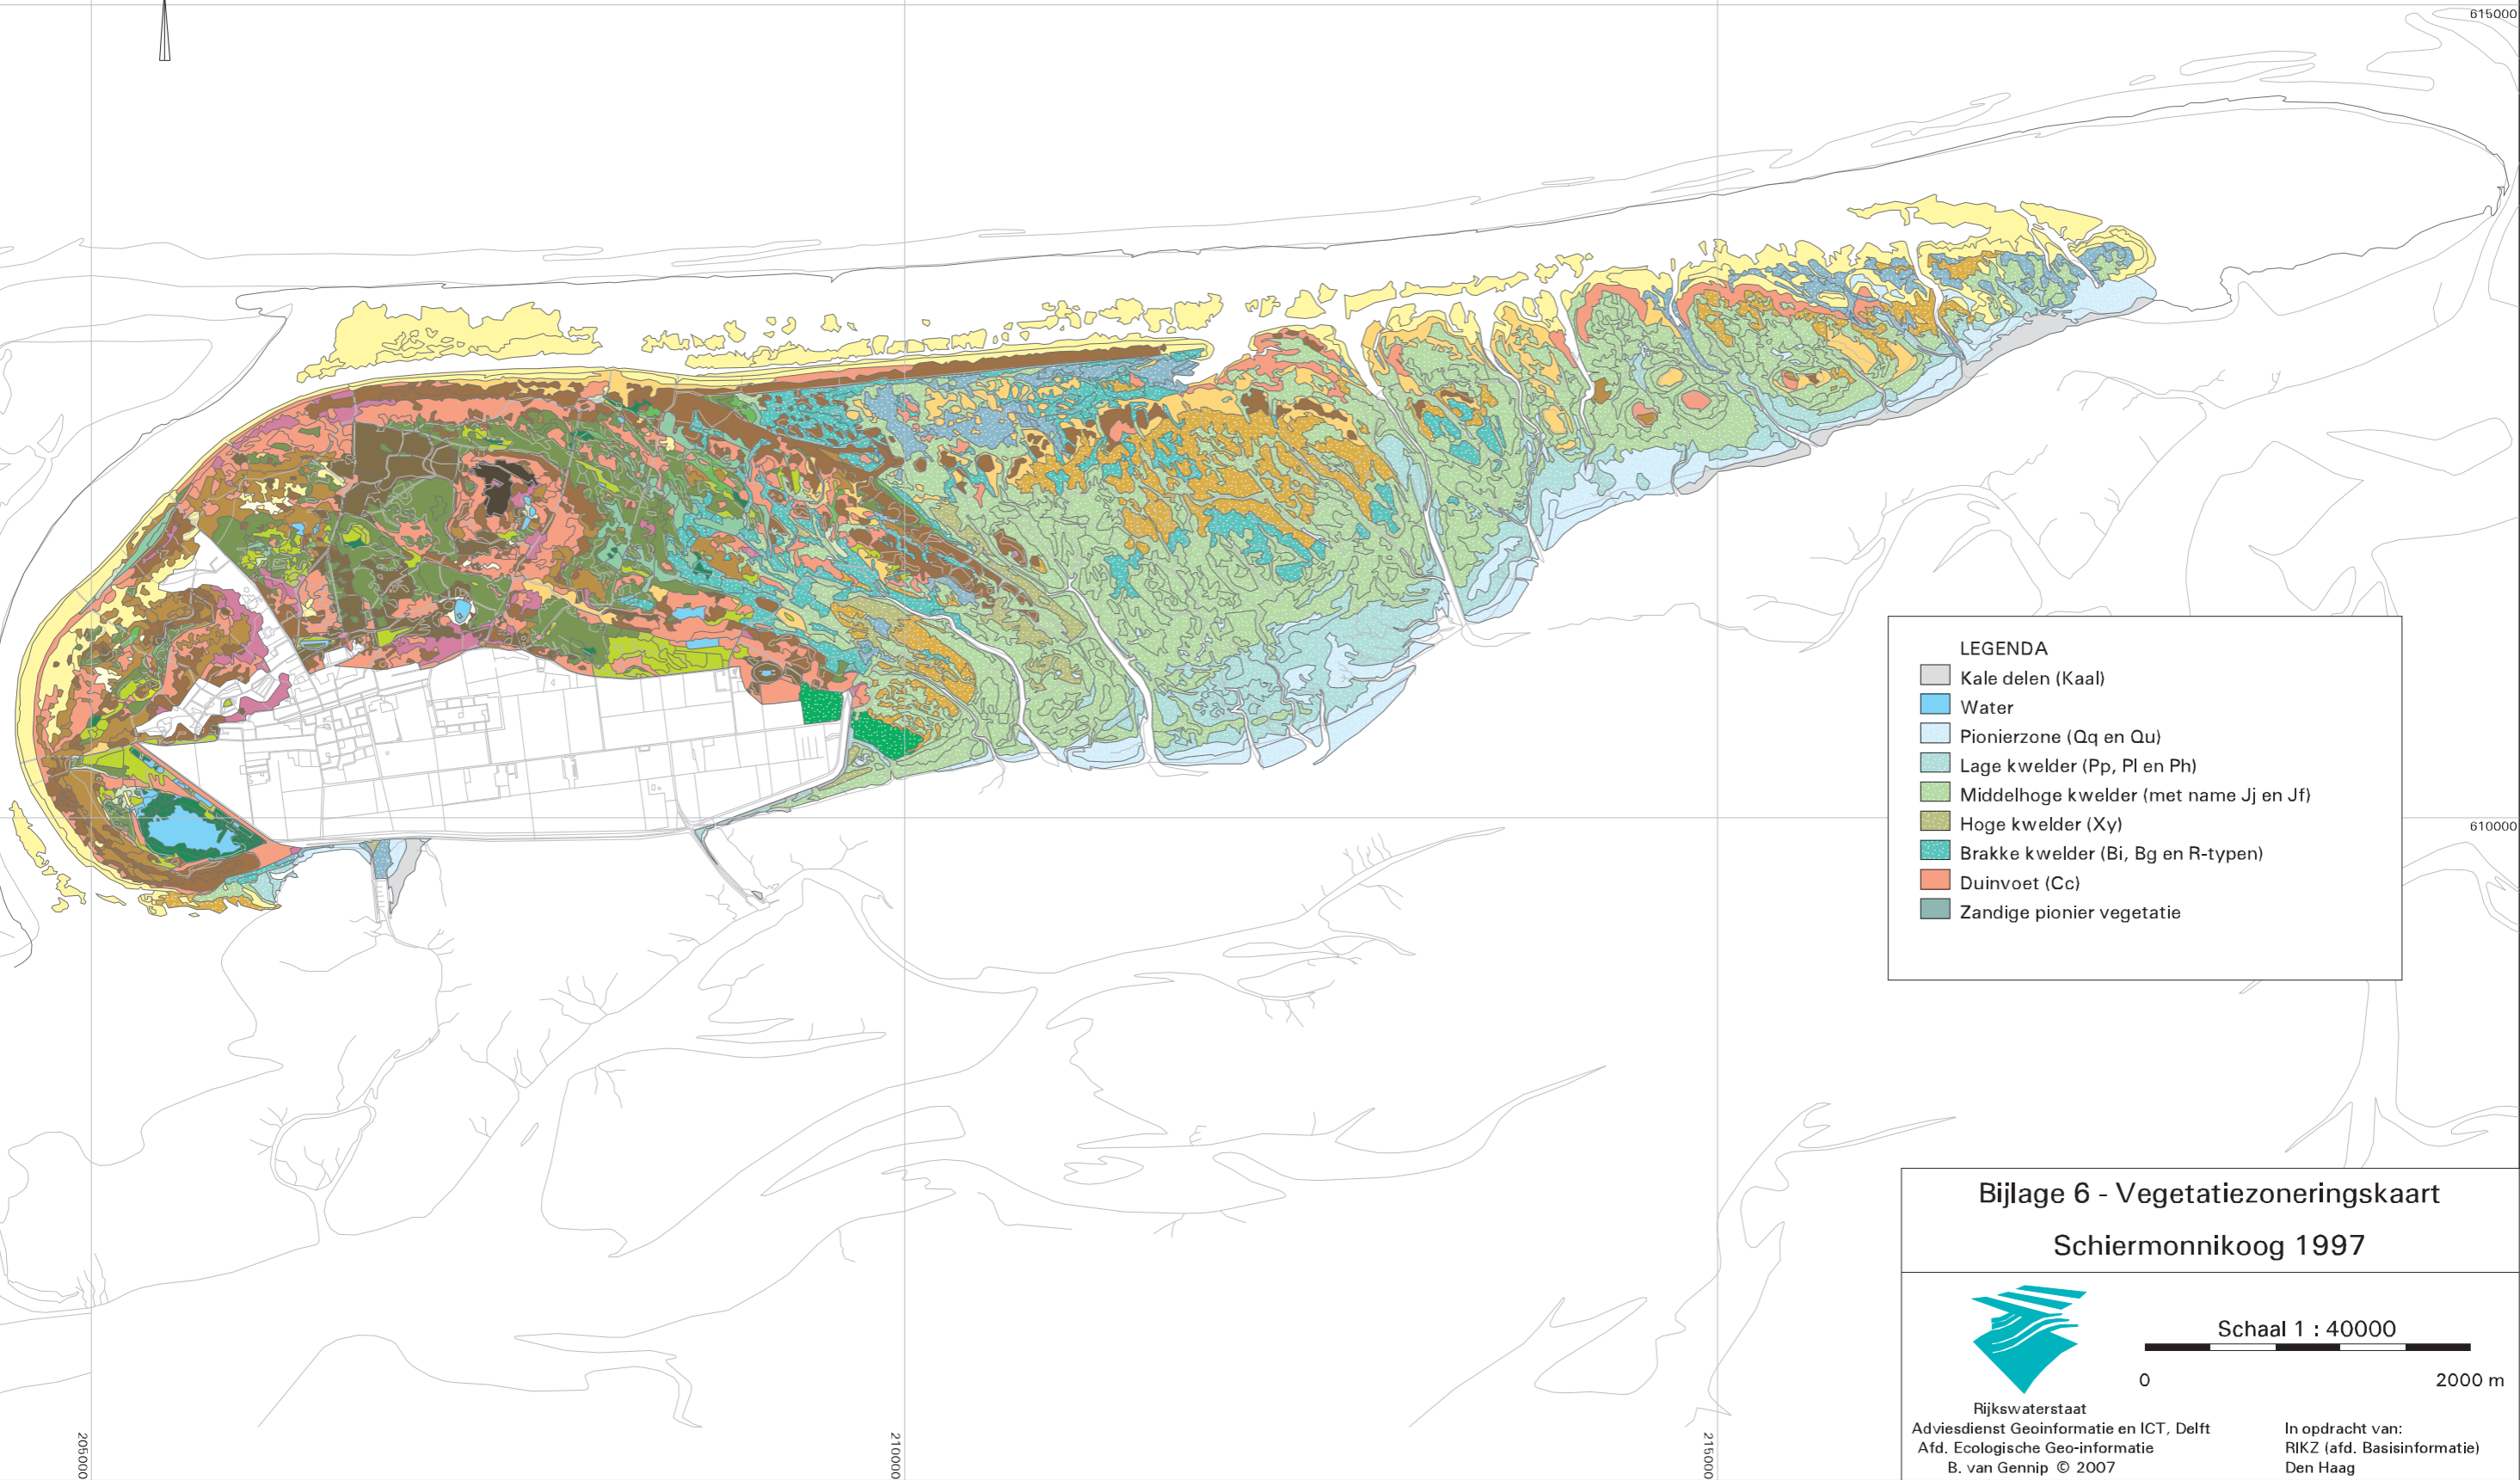 615000
LEGENDA
Kale delen (Kaal)
Water
Pionierzone (Qq en Qu)
Lage kwelder (Pp, Pl en Ph)
Middelhoge kwelder (met name Jj en Jf)
Hoge kwelder (Xy)
Brakke kwelder (Bi, Bg en R-typen)
Duinvoet (Cc)
Zandige pionier vegetatie
610000
Bijlage 6 - Vegetatiezoneringskaart
Schiermonnikoog 1997
Schaal 1 : 40000
0 2000 m
Rijkswaterstaat
Adviesdienst Geoinformatie en ICT, Delft
Afd. Ecologische Geo-informatie
B. van Gennip © 2007
In opdracht van:
RIKZ (afd. Basisinformatie)
Den Haag
205000
210000
215000